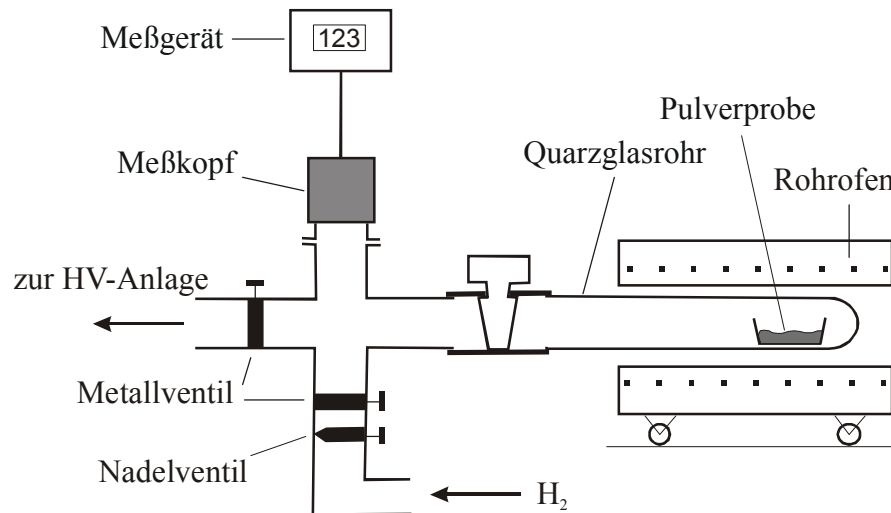 Meßgerät
123
Pulverprobe
Meßkopf
Quarzglasrohr
Rohrofen
zur HV-Anlage
Metallventil
Nadelventil
H₂